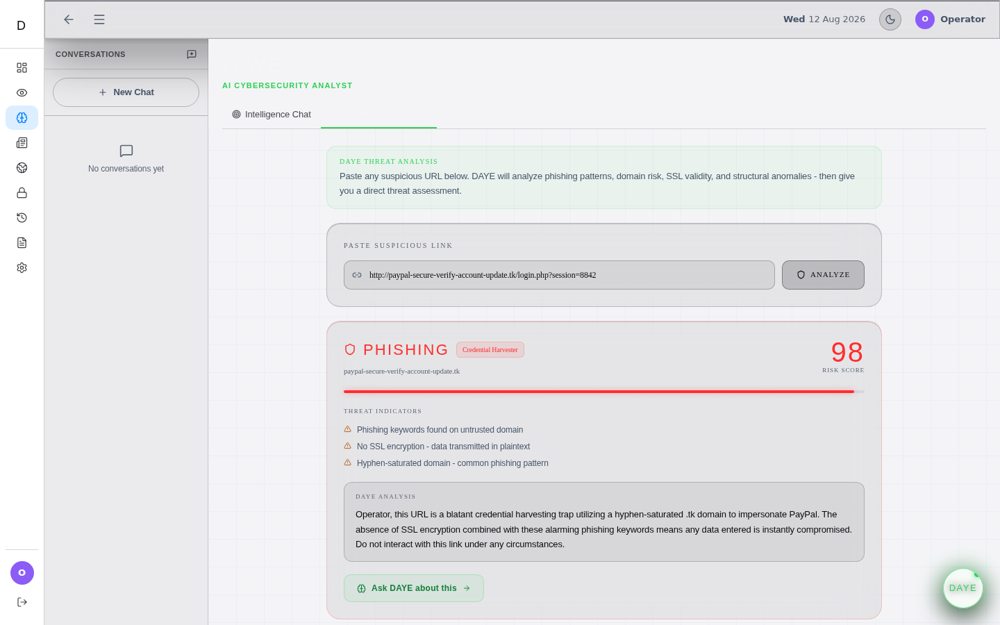 D
Wed 12 Aug 2026
O
Operator
CONVERSATIONS
New Chat
No conversations yet
DAYE
AI CYBERSECURITY ANALYST
Intelligence Chat
DAYE THREAT ANALYSIS
Paste any suspicious URL below. DAYE will analyze phishing patterns, domain risk, SSL validity, and structural anomalies - then give
you a direct threat assessment.
PASTE SUSPICIOUS LINK
http://paypal-secure-verify-account-update.tk/login.php?session=8842
ANALYZE
PHISHING
Credential Harvester
98
paypal-secure-verify-account-update.tk
RISK SCORE
THREAT INDICATORS
Phishing keywords found on untrusted domain
No SSL encryption - data transmitted in plaintext
Hyphen-saturated domain - common phishing pattern
DAYE ANALYSIS
Operator, this URL is a blatant credential harvesting trap utilizing a hyphen-saturated .tk domain to impersonate PayPal. The
absence of SSL encryption combined with these alarming phishing keywords means any data entered is instantly compromised.
Do not interact with this link under any circumstances.
Ask DAYE about this
O
DAYE